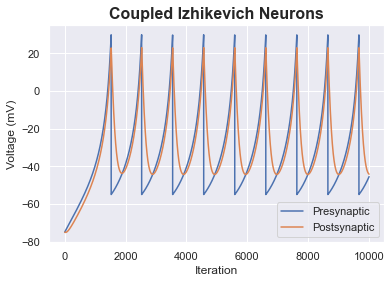 Coupled Izhikevich Neurons
Voltage (mV)
20
0
−20
−40
−60
−80
0
2000
4000
6000
8000
10000
Iteration
Presynaptic
Postsynaptic